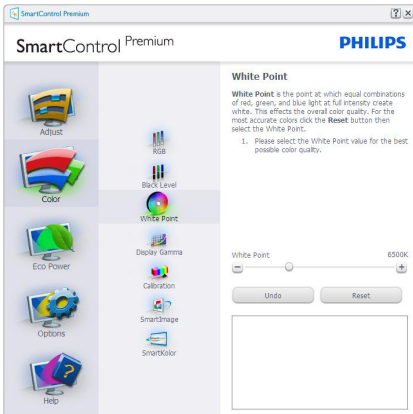 SmartControl Premium
SmartControl Premium
PHILIPS
Adjust
Color
Eco Power
Options
Help
RGB
Black Level
White Point
Display Gamma
Calibration
SmartImage
SmartKolor
White Point
White Point is the point at which equal combinations
of red, green, and blue light at full intensity create
white. This effects the overall color quality. For the
most accurate colors click the Reset button then
select the White Point.
1. Please select the White Point value for the best
possible color quality.
White Point 6500K
Undo Reset